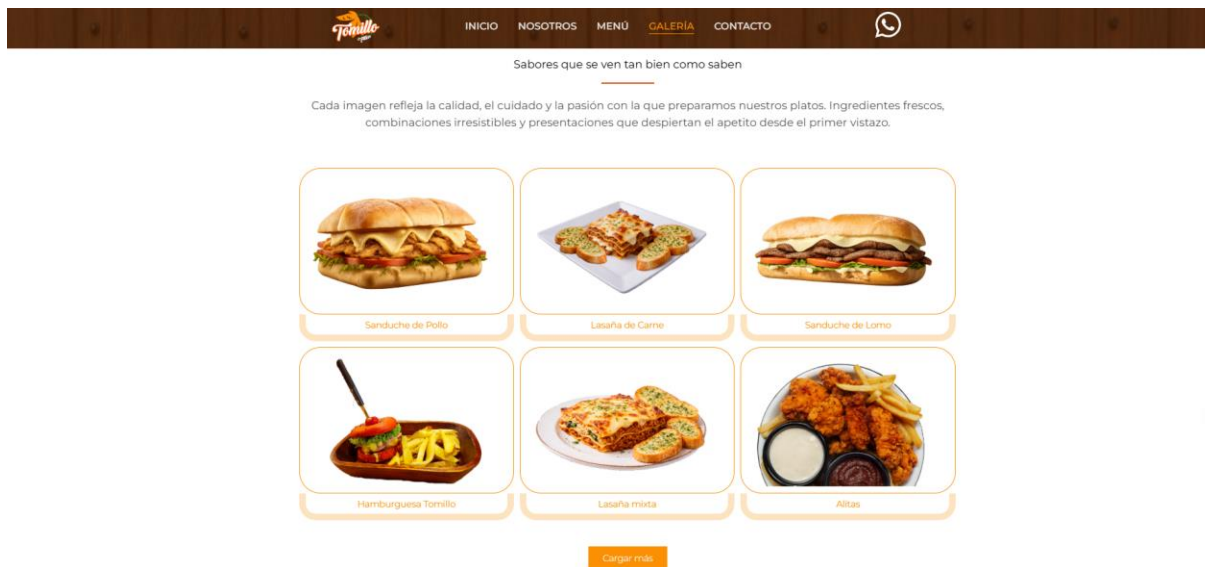 Tomillo
INICIO NOSOTROS MENÚ GALERÍA CONTACTO
Sabores que se ven tan bien como saben
Cada imagen refleja la calidad, el cuidado y la pasión con la que preparamos nuestros platos. Ingredientes frescos,
combinaciones irresistibles y presentaciones que despiertan el apetito desde el primer vistazo.
Sanduche de Pollo Lasaña de Carne Sanduche de Lomo
Hamburguesa Tomillo Lasaña mixta Alitas
Cargar más